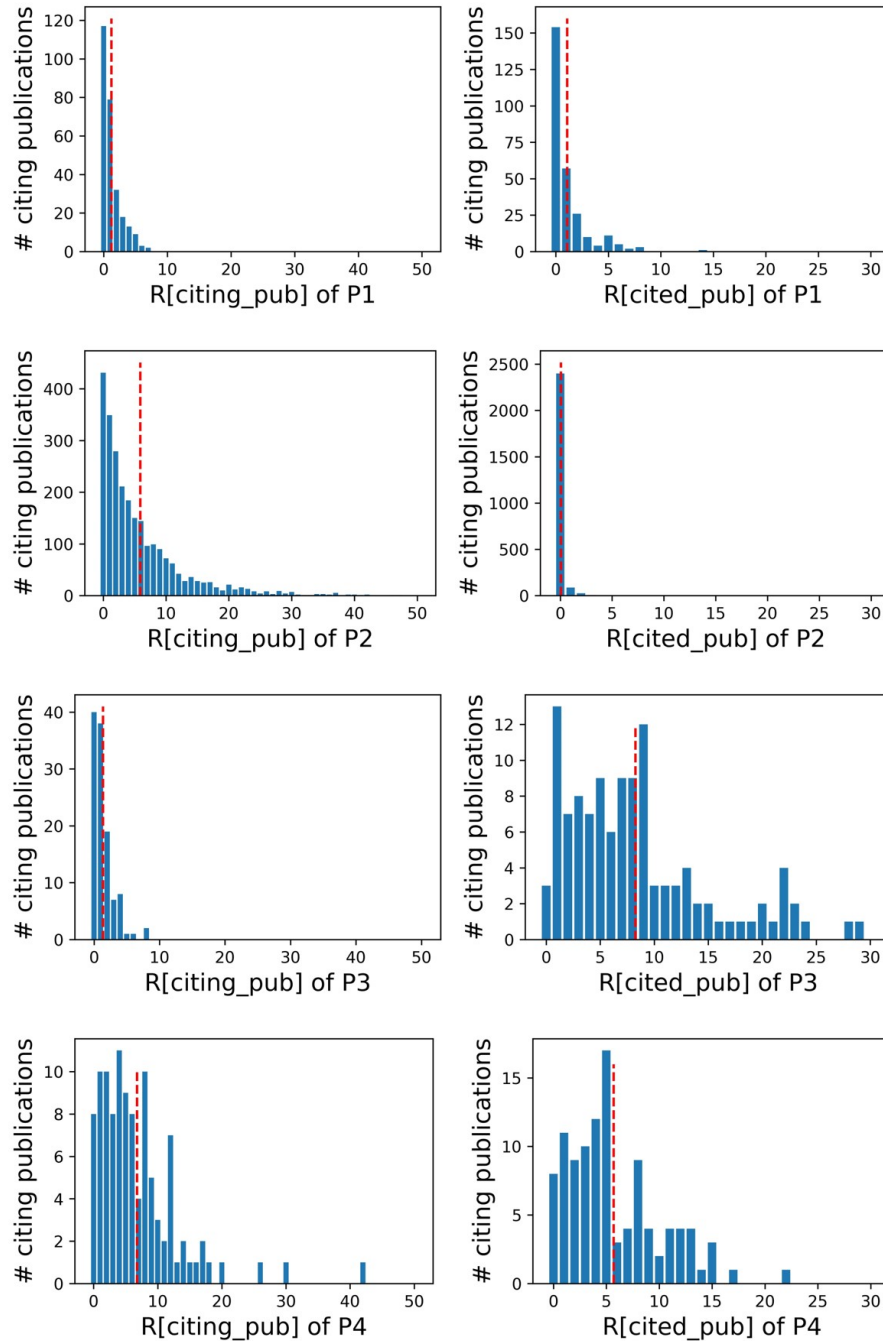 # citing publications
120
100
80
60
40
20
0
0 10 20 30 40 50
R[citing_pub] of P1
# citing publications
150
125
100
75
50
25
0
0 5 10 15 20 25 30
R[cited_pub] of P1
# citing publications
400
300
200
100
0
0 10 20 30 40 50
R[citing_pub] of P2
# citing publications
2500
2000
1500
1000
500
0
0 5 10 15 20 25 30
R[cited_pub] of P2
# citing publications
40
30
20
10
0
0 10 20 30 40 50
R[citing_pub] of P3
# citing publications
12
10
8
6
4
2
0
0 5 10 15 20 25 30
R[cited_pub] of P3
# citing publications
10
8
6
4
2
0
0 10 20 30 40 50
R[citing_pub] of P4
# citing publications
15
10
5
0
0 5 10 15 20 25 30
R[cited_pub] of P4